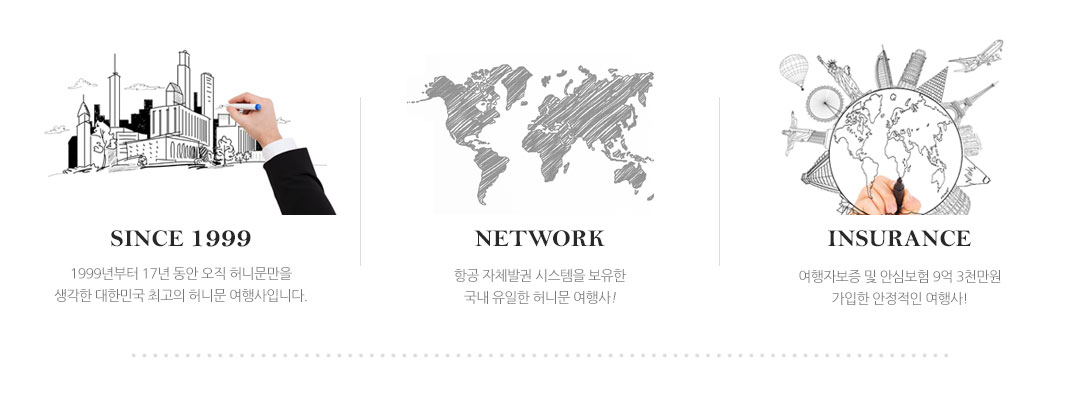 SINCE 1999
1999년부터 17년 동안 오직 허니문만을
생각한 대한민국 최고의 허니문 여행사입니다.
NETWORK
항공 자체발권 시스템을 보유한
국내 유일한 허니문 여행사!
INSURANCE
여행자보증 및 안심보험 9억 3천만원
가입한 안정적인 여행사!